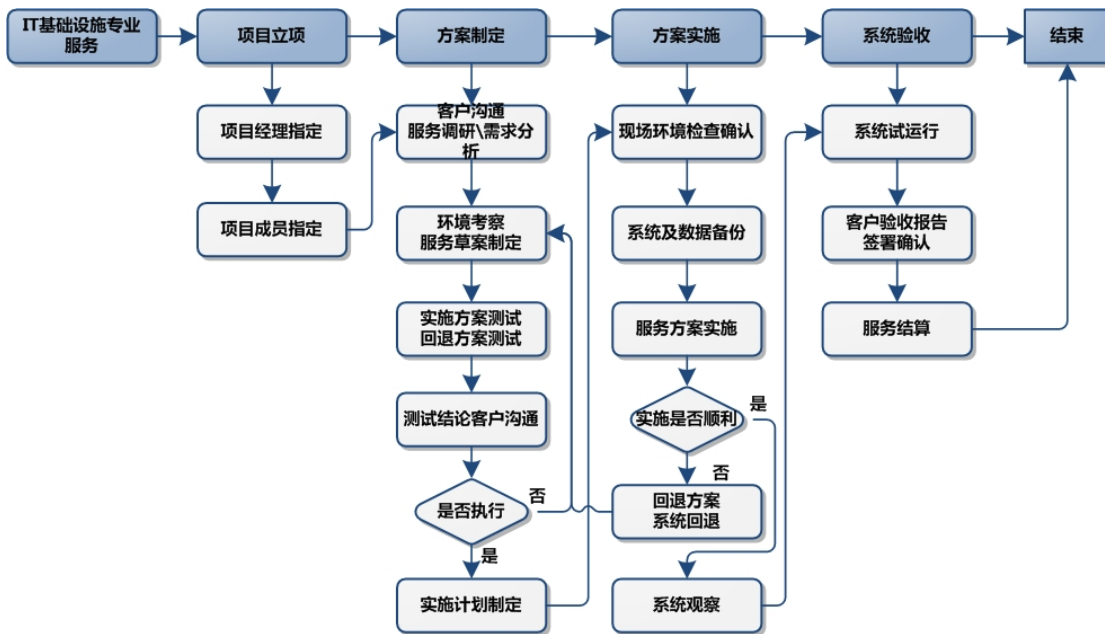 IT基础设施专业
服务
项目立项
方案制定
方案实施
系统验收
结束
项目经理指定
项目成员指定
客户沟通
服务调研\需求分
析
环境考察
服务草案制定
实施方案测试
回退方案测试
测试结论客户沟通
是否执行
否
是
实施计划制定
现场环境检查确认
系统及数据备份
服务方案实施
实施是否顺利
是
否
回退方案
系统回退
系统观察
系统试运行
客户验收报告
签署确认
服务结算